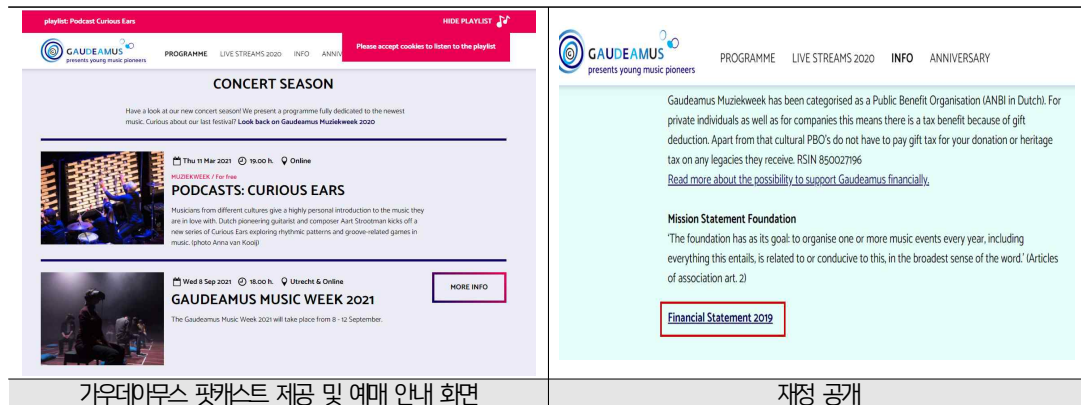 playlist: Podcast Curious Ears
HIDE PLAYLIST
GAUDEAMUS
presents young music pioneers
PROGRAMME LIVE STREAMS 2020 INFO ANNIV
Please accept cookies to listen to the playlist
CONCERT SEASON
Have a look at our new concert season! We present a programme fully dedicated to the newest
music. Curious about our last festival? Look back on Gaudeamus Muziekweek 2020
Thu 11 Mar 2021 19.00 h. Online
MUZIEKWEEK / For free
PODCASTS: CURIOUS EARS
Musicians from different cultures give a highly personal introduction to the music they
are in love with. Dutch pioneering guitarist and composer Aart Strootman kicks off a
new series of Curious Ears exploring rhythmic patterns and groove-related games in
music. (photo Anna van Kooij)
Wed 8 Sep 2021 18.00 h. Utrecht & Online
GAUDEAMUS MUSIC WEEK 2021
The Gaudeamus Music Week 2021 will take place from 8 - 12 September.
MORE INFO
가우데아무스 팟캐스트 제공 및 예매 안내 화면
GAUDEAMUS
presents young music pioneers
PROGRAMME LIVE STREAMS 2020 INFO ANNIVERSARY
Gaudeamus Muziekweek has been categorised as a Public Benefit Organisation (ANBI in Dutch). For
private individuals as well as for companies this means there is a tax benefit because of gift
deduction. Apart from that cultural PBO's do not have to pay gift tax for your donation or heritage
tax on any legacies they receive. RSIN 850027196
Read more about the possibility to support Gaudeamus financially.
Mission Statement Foundation
'The foundation has as its goal: to organise one or more music events every year, including
everything this entails, is related to or conducive to this, in the broadest sense of the word.' (Articles
of association art. 2)
Financial Statement 2019
재정 공개